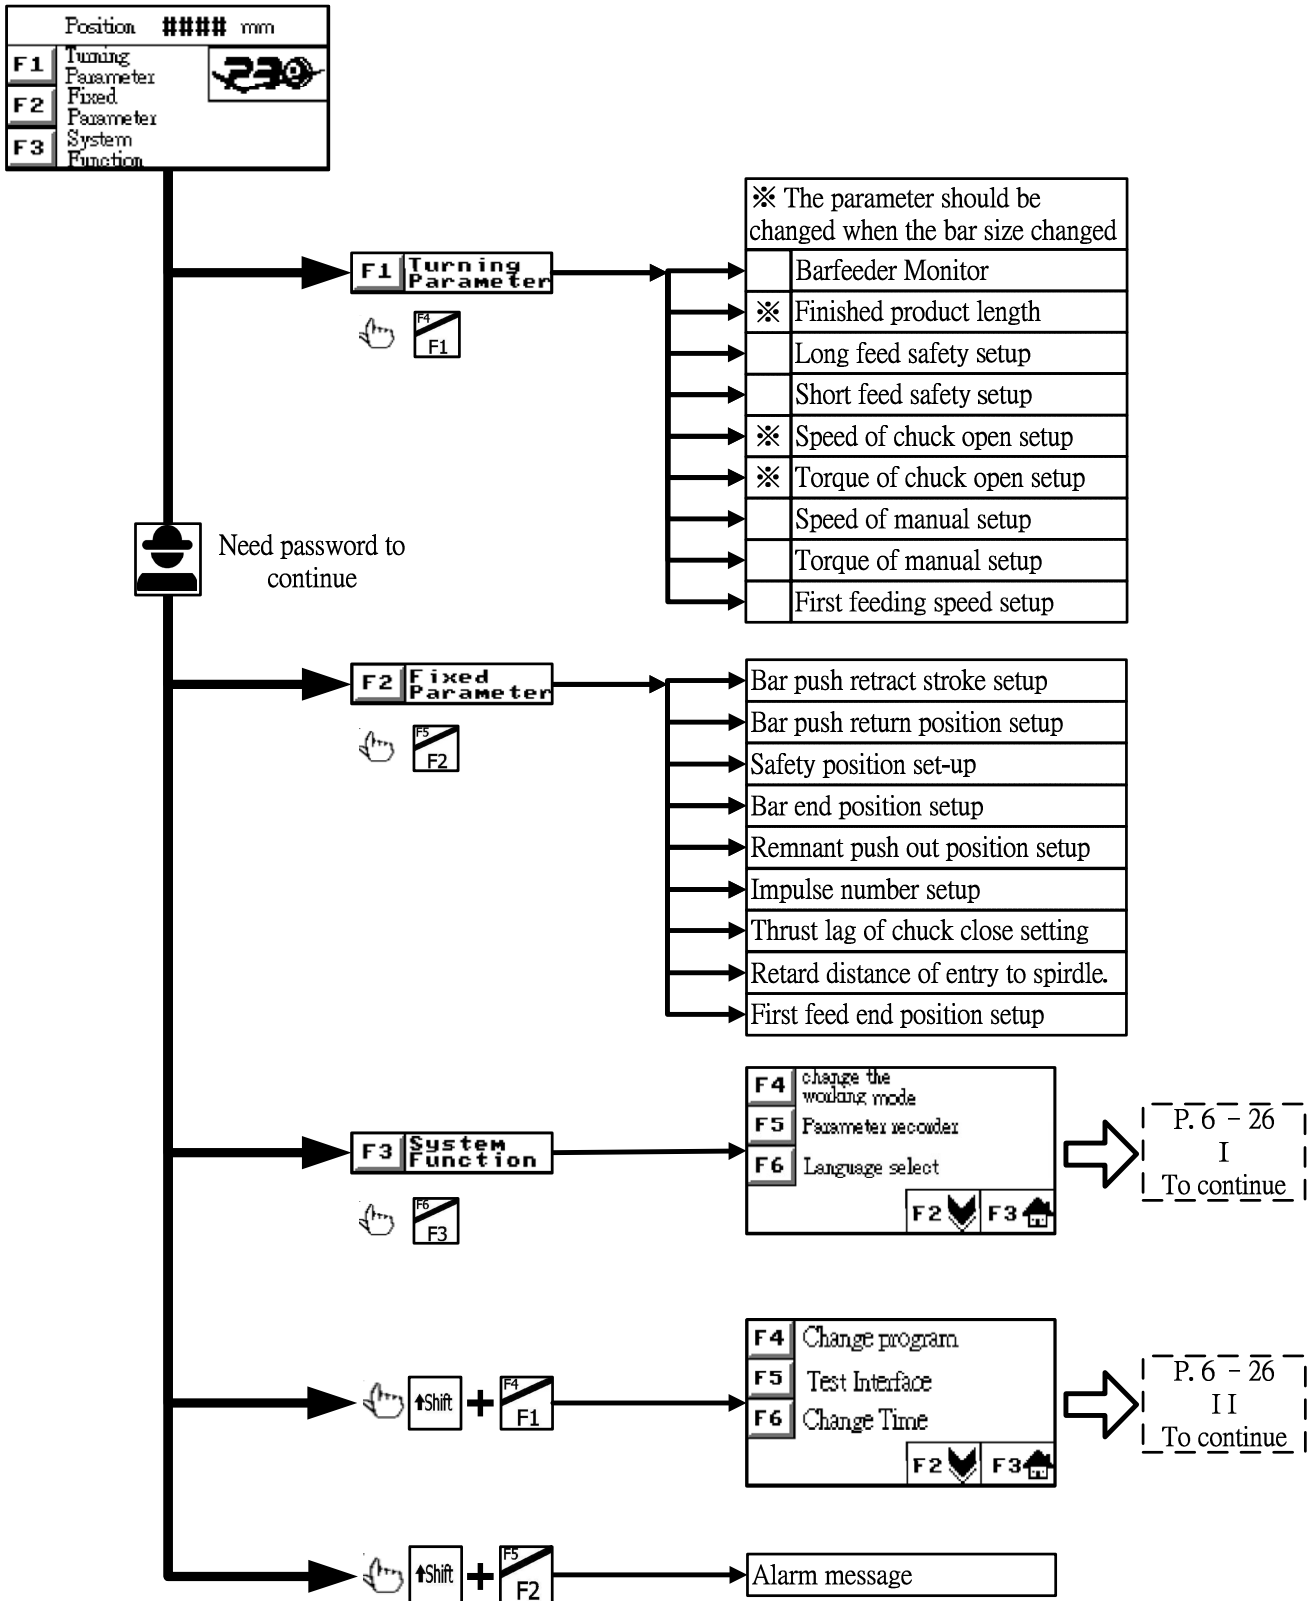 Position #### mm
F1 Turning
Parameter
F2 Fixed
Parameter
F3 System
Function
230
※ The parameter should be
changed when the bar size changed
F1 Turning
Parameter
F4
F1
Barfeeder Monitor
※ Finished product length
Long feed safety setup
Short feed safety setup
※ Speed of chuck open setup
※ Torque of chuck open setup
Speed of manual setup
Torque of manual setup
First feeding speed setup
Need password to
continue
F2 Fixed
Parameter
F5
F2
Bar push retract stroke setup
Bar push return position setup
Safety position set-up
Bar end position setup
Remnant push out position setup
Impulse number setup
Thrust lag of chuck close setting
Retard distance of entry to spirdle.
First feed end position setup
F3 System
Function
F6
F3
F4 change the
working mode
F5 Parameter recorder
F6 Language select
F2 F3
P. 6 - 26
I
To continue
↑Shift + F4
F1
F4 Change program
F5 Test Interface
F6 Change Time
F2 F3
P. 6 - 26
II
To continue
↑Shift + F5
F2
Alarm message